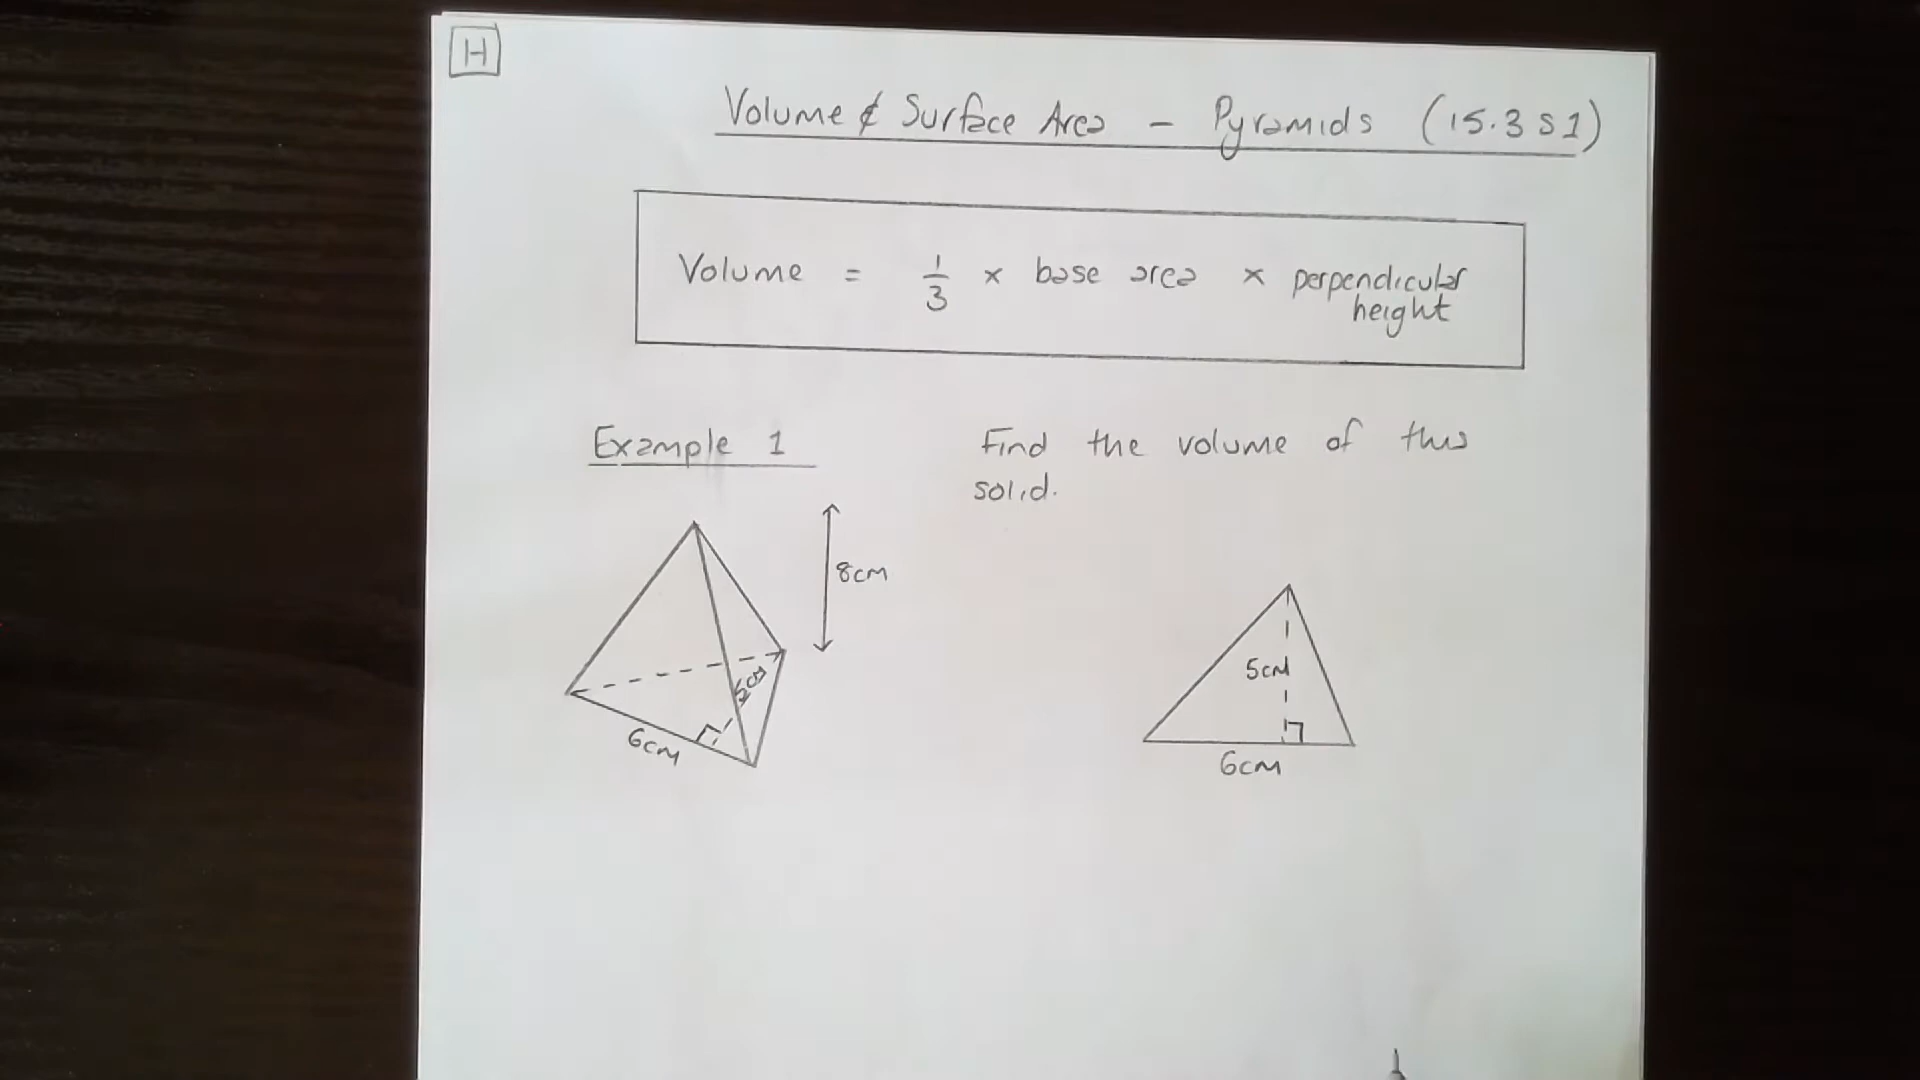 H
Volume & Surface Area - Pyramids (15.3 S1)
Volume = 1/3 × base area × perpendicular
height
Example 1
Find the volume of this
solid.
8cm
5cm
6cm
5cm
6cm